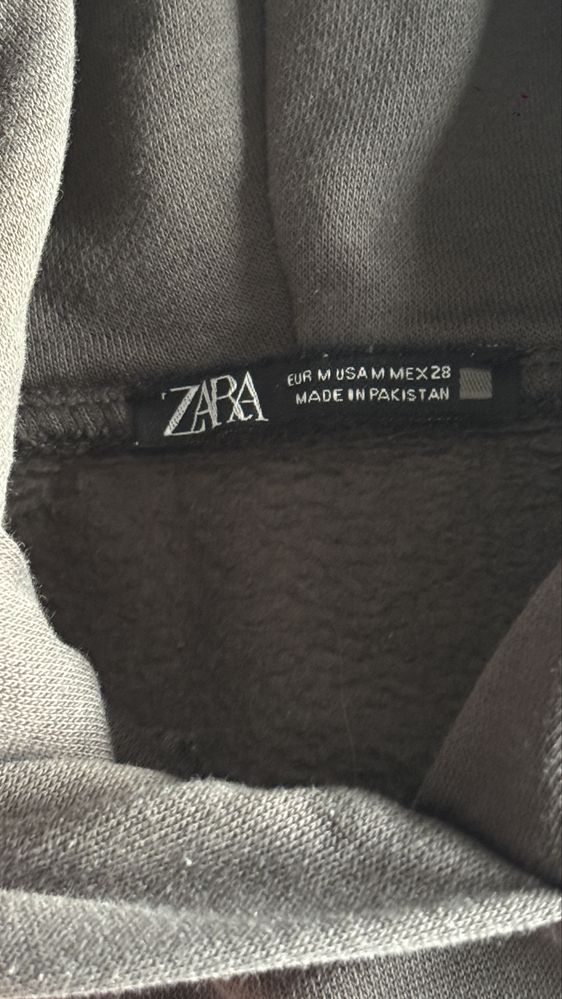 ZARA
EUR M USA M MEX 28
MADE IN PAKISTAN